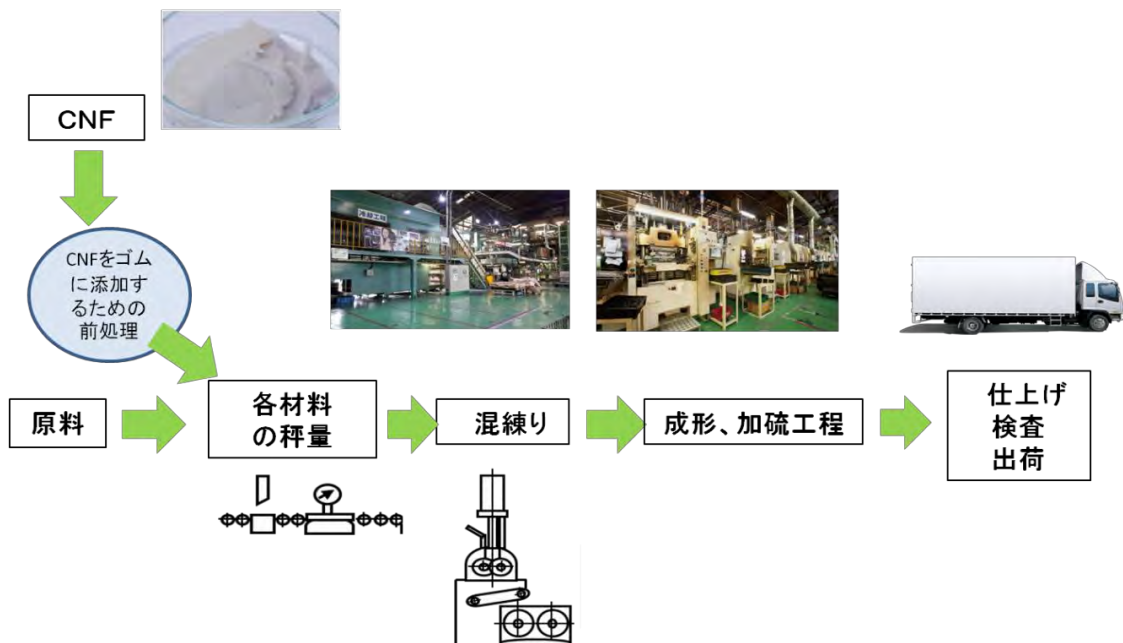 CNF
CNFをゴム
に添加す
るための
前処理
原料
各材料
の秤量
混練り
成形、加硫工程
仕上げ
検査
出荷